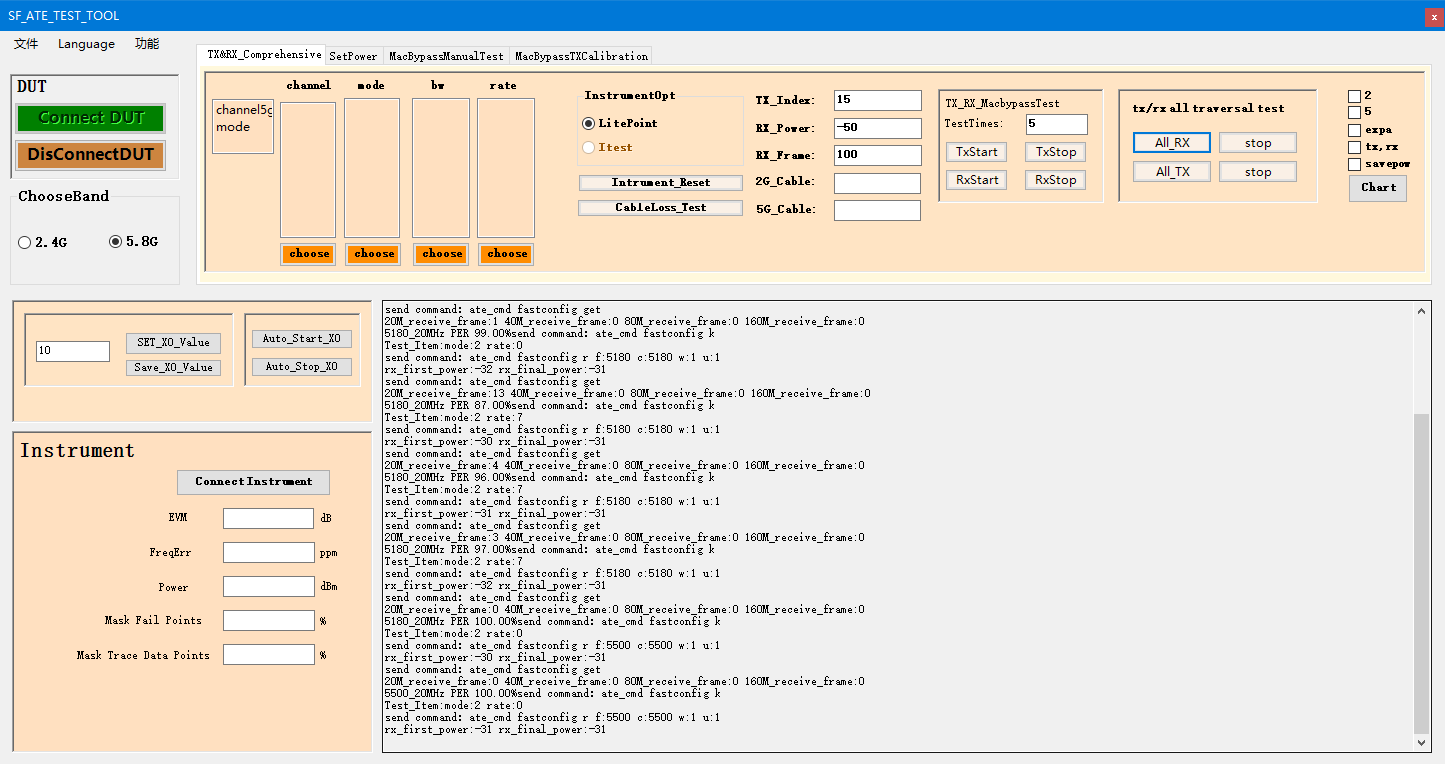 SF_ATE_TEST_TOOL
x
文件 Language 功能
TX&RX_Comprehensive SetPower MacBypassManualTest MacBypassTXCalibration
DUT
Connect DUT
DisConnectDUT
ChooseBand
2.4G 5.8G
channel5g
mode
channel mode bw rate
choose choose choose choose
InstrumentOpt
LitePoint
Itest
Intrument_Reset
CableLoss_Test
TX_Index: 15
RX_Power: -50
RX_Frame: 100
2G_Cable:
5G_Cable:
TX_RX_MacbypassTest
TestTimes: 5
TxStart TxStop
RxStart RxStop
tx/rx all traversal test
All_RX stop
All_TX stop
2
5
expa
tx,rx
savepow
Chart
10
SET_XO_Value
Save_XO_Value
Auto_Start_XO
Auto_Stop_XO
Instrument
ConnectInstrument
EVM dB
FreqErr ppm
Power dBm
Mask Fail Points %
Mask Trace Data Points %
send command: ate_cmd fastconfig get
20M_receive_frame:1 40M_receive_frame:0 80M_receive_frame:0 160M_receive_frame:0
5180_20MHz PER 99.00%send command: ate_cmd fastconfig k
Test_Item:mode:2 rate:0
send command: ate_cmd fastconfig r f:5180 c:5180 w:1 u:1
rx_first_power:-32 rx_final_power:-31
send command: ate_cmd fastconfig get
20M_receive_frame:13 40M_receive_frame:0 80M_receive_frame:0 160M_receive_frame:0
5180_20MHz PER 87.00%send command: ate_cmd fastconfig k
Test_Item:mode:2 rate:7
send command: ate_cmd fastconfig r f:5180 c:5180 w:1 u:1
rx_first_power:-30 rx_final_power:-31
send command: ate_cmd fastconfig get
20M_receive_frame:4 40M_receive_frame:0 80M_receive_frame:0 160M_receive_frame:0
5180_20MHz PER 96.00%send command: ate_cmd fastconfig k
Test_Item:mode:2 rate:7
send command: ate_cmd fastconfig r f:5180 c:5180 w:1 u:1
rx_first_power:-31 rx_final_power:-31
send command: ate_cmd fastconfig get
20M_receive_frame:3 40M_receive_frame:0 80M_receive_frame:0 160M_receive_frame:0
5180_20MHz PER 97.00%send command: ate_cmd fastconfig k
Test_Item:mode:2 rate:7
send command: ate_cmd fastconfig r f:5180 c:5180 w:1 u:1
rx_first_power:-32 rx_final_power:-31
send command: ate_cmd fastconfig get
20M_receive_frame:0 40M_receive_frame:0 80M_receive_frame:0 160M_receive_frame:0
5180_20MHz PER 100.00%send command: ate_cmd fastconfig k
Test_Item:mode:2 rate:0
send command: ate_cmd fastconfig r f:5500 c:5500 w:1 u:1
rx_first_power:-30 rx_final_power:-31
send command: ate_cmd fastconfig get
20M_receive_frame:0 40M_receive_frame:0 80M_receive_frame:0 160M_receive_frame:0
5500_20MHz PER 100.00%send command: ate_cmd fastconfig k
Test_Item:mode:2 rate:0
send command: ate_cmd fastconfig r f:5500 c:5500 w:1 u:1
rx_first_power:-31 rx_final_power:-31